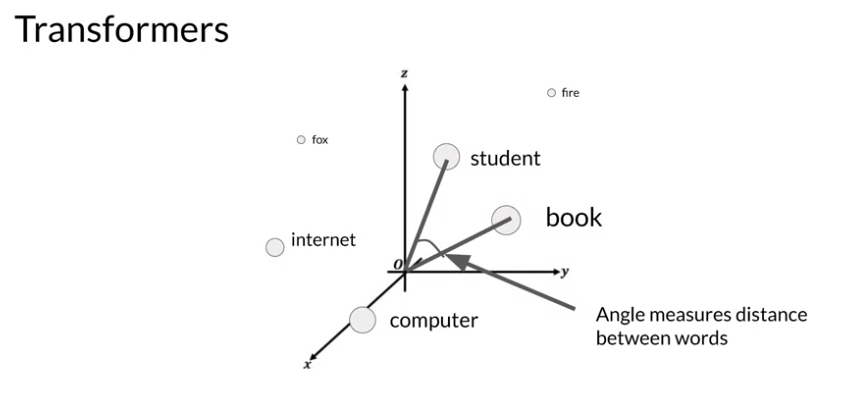 Transformers
z
fire
fox
student
book
internet
O
y
computer
Angle measures distance
between words
x